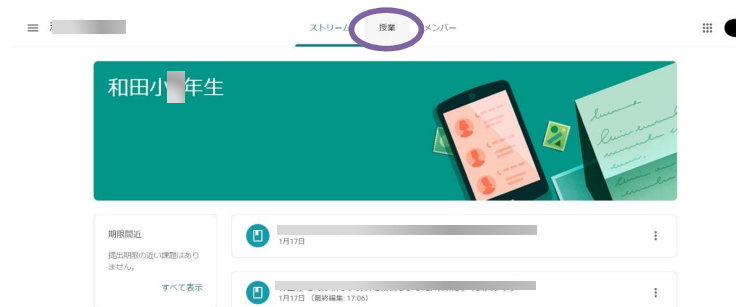 ストリーム 授業 メンバー
和田小 年生
期限間近
提出期限の近い課題はあり
ません。
すべて表示
1月17日
1月17日 (最終編集: 17:06)